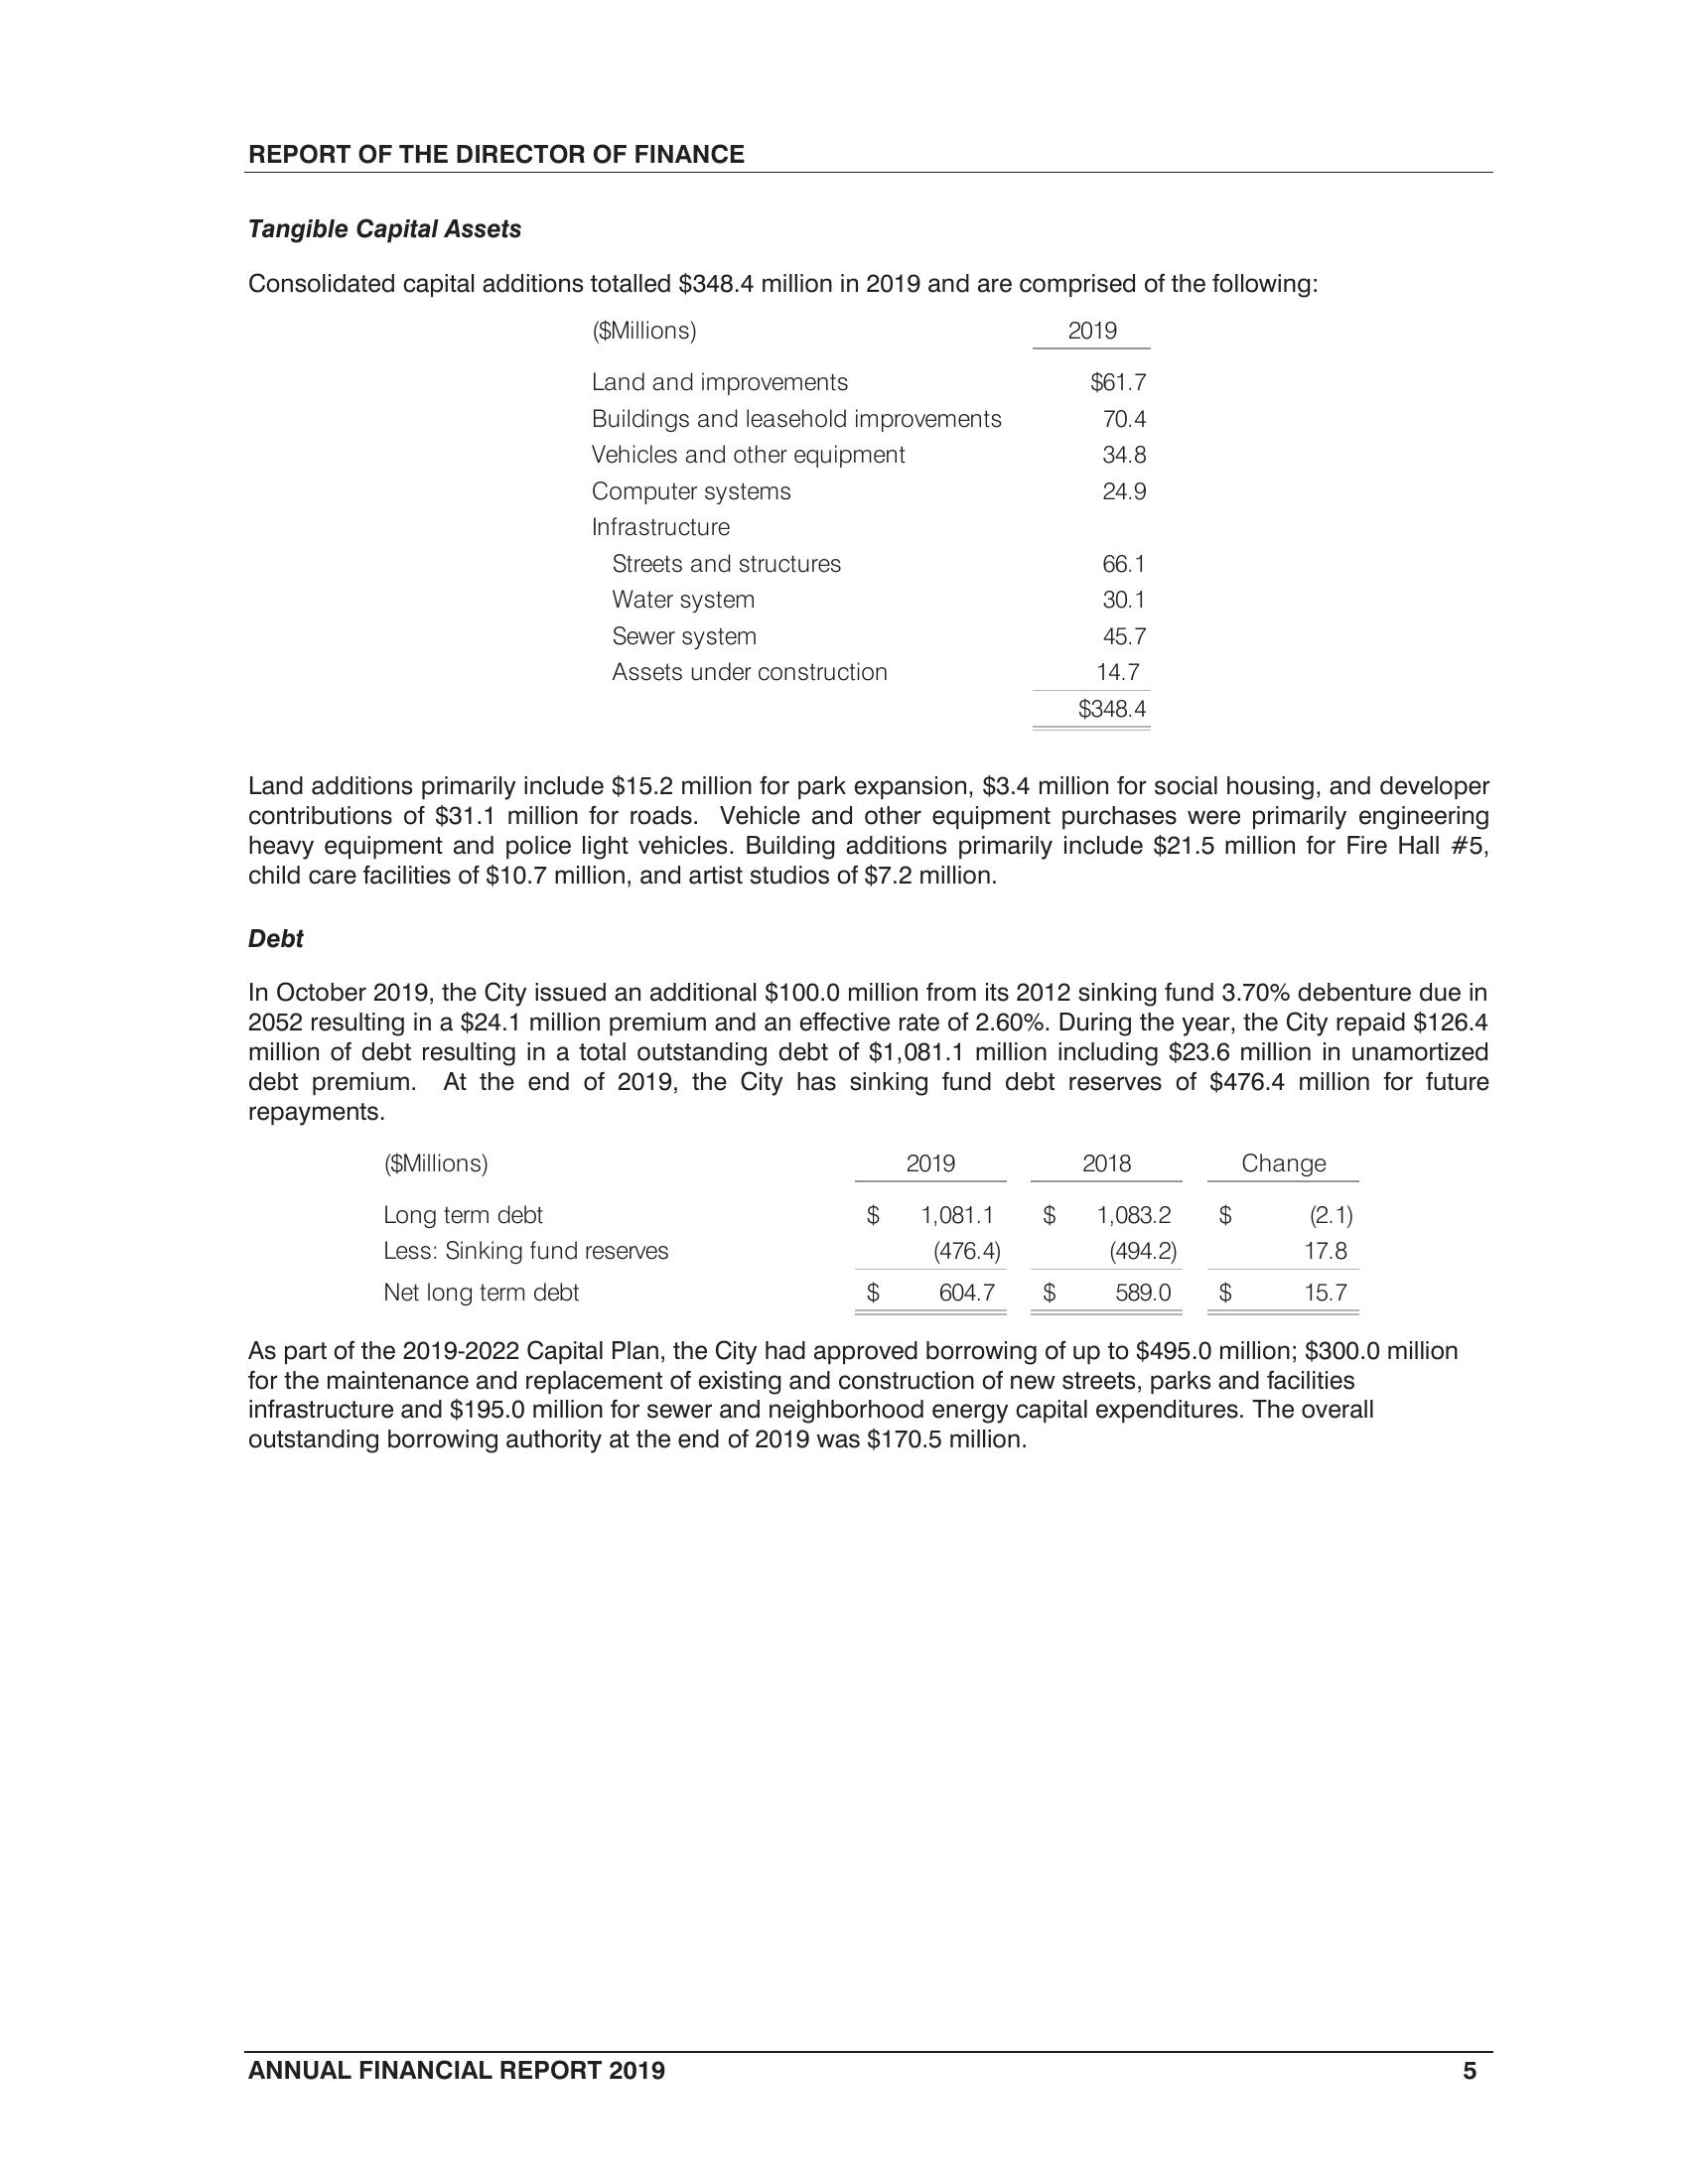 REPORT OF THE DIRECTOR OF FINANCE
Tangible Capital Assets
Consolidated capital additions totalled $348.4 million in 2019 and are comprised of the following:
($Millions) 2019
Land and improvements $61.7
Buildings and leasehold improvements 70.4
Vehicles and other equipment 34.8
Computer systems 24.9
Infrastructure
Streets and structures 66.1
Water system 30.1
Sewer system 45.7
Assets under construction 14.7
$348.4
Land additions primarily include $15.2 million for park expansion, $3.4 million for social housing, and developer
contributions of $31.1 million for roads. Vehicle and other equipment purchases were primarily engineering
heavy equipment and police light vehicles. Building additions primarily include $21.5 million for Fire Hall #5,
child care facilities of $10.7 million, and artist studios of $7.2 million.
Debt
In October 2019, the City issued an additional $100.0 million from its 2012 sinking fund 3.70% debenture due in
2052 resulting in a $24.1 million premium and an effective rate of 2.60%. During the year, the City repaid $126.4
million of debt resulting in a total outstanding debt of $1,081.1 million including $23.6 million in unamortized
debt premium. At the end of 2019, the City has sinking fund debt reserves of $476.4 million for future
repayments.
($Millions) 2019 2018 Change
Long term debt $ 1,081.1 $ 1,083.2 $ (2.1)
Less: Sinking fund reserves (476.4) (494.2) 17.8
Net long term debt $ 604.7 $ 589.0 $ 15.7
As part of the 2019-2022 Capital Plan, the City had approved borrowing of up to $495.0 million; $300.0 million
for the maintenance and replacement of existing and construction of new streets, parks and facilities
infrastructure and $195.0 million for sewer and neighborhood energy capital expenditures. The overall
outstanding borrowing authority at the end of 2019 was $170.5 million.
ANNUAL FINANCIAL REPORT 2019 5